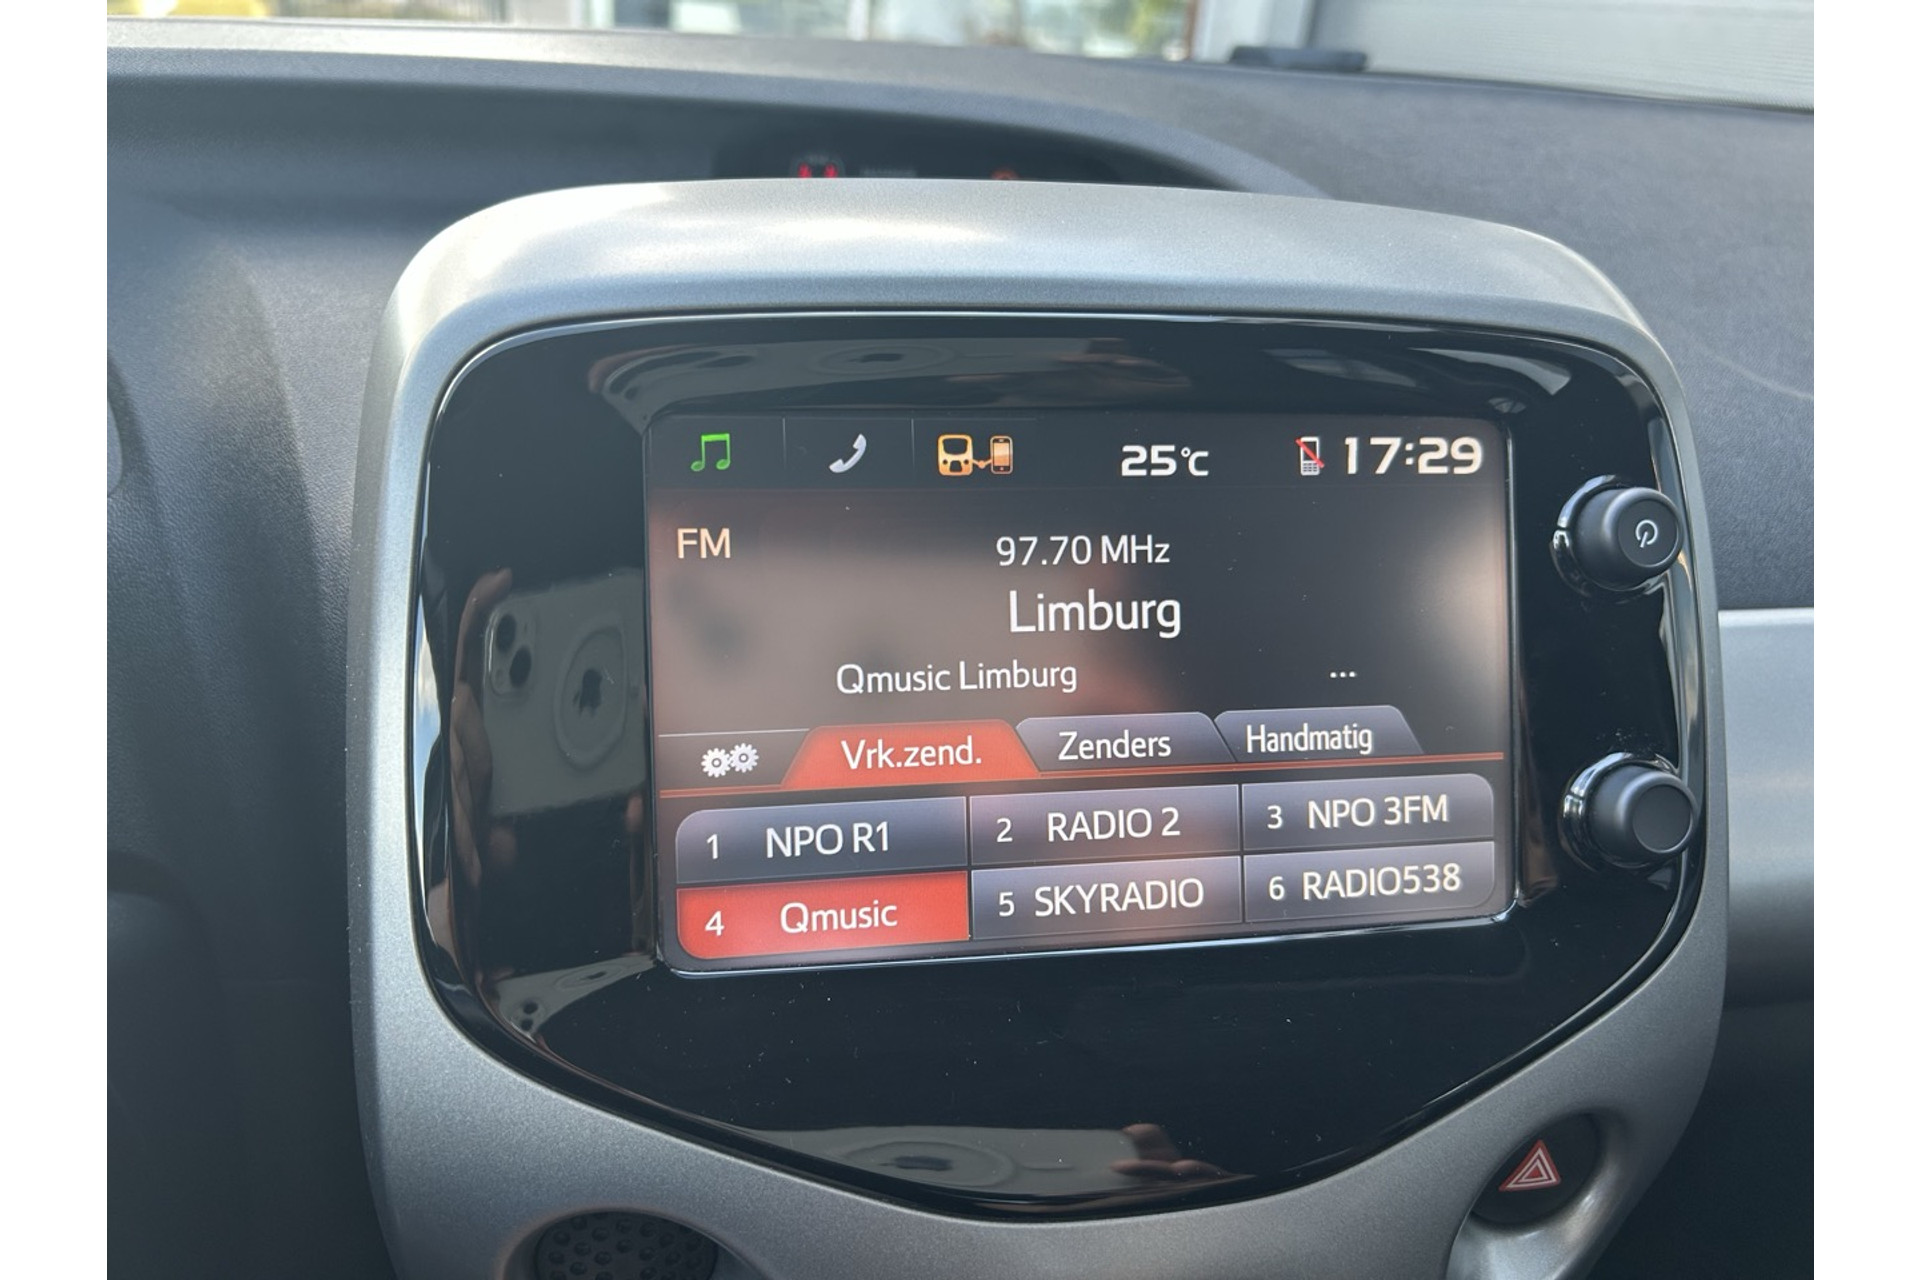 25°C 17:29
FM
97.70 MHz
Limburg
Qmusic Limburg ...
Vrk.zend. Zenders Handmatig
1 NPO R1 2 RADIO 2 3 NPO 3FM
4 Qmusic 5 SKYRADIO 6 RADIO538